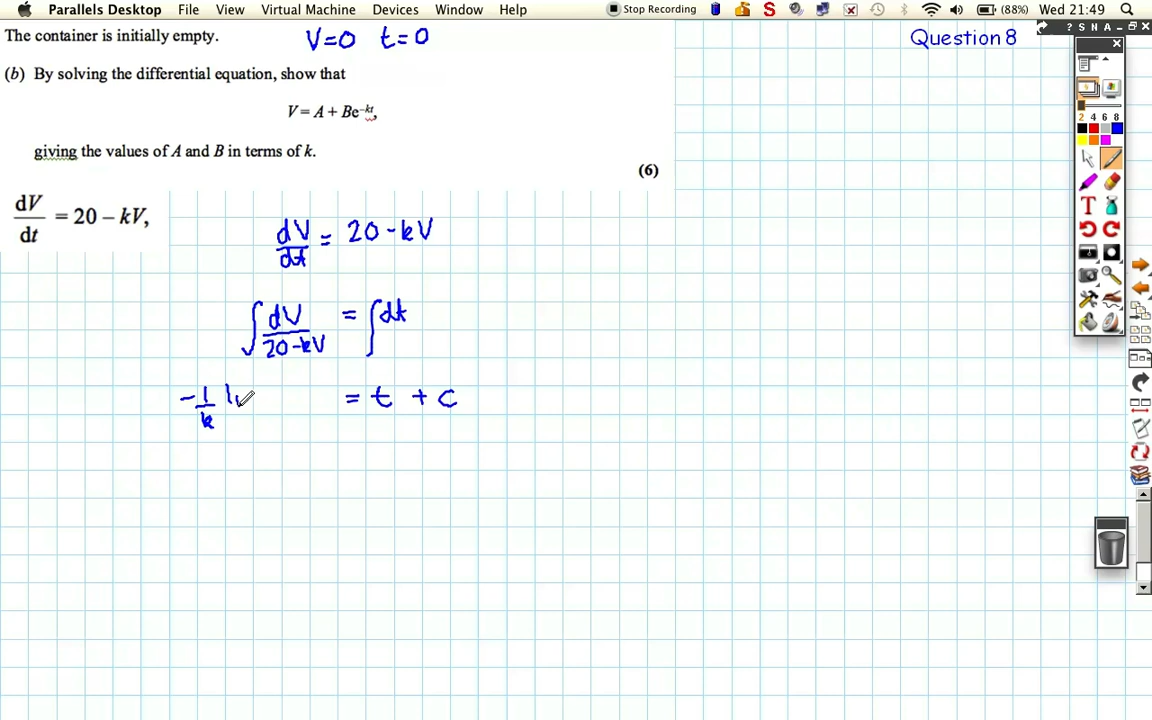 Parallels Desktop File View Virtual Machine Devices Window Help Stop Recording S (88%) Wed 21:49
The container is initially empty. V=0 t=0 Question 8
? S N A
(b) By solving the differential equation, show that
V = A + Be^{-kt},
2 4 6 8
giving the values of A and B in terms of k.
(6)
T
dV/dt = 20 – kV,
dV/dt = 20 - kV
∫ dV/(20-kV) = ∫ dt
-1/k l = t + c